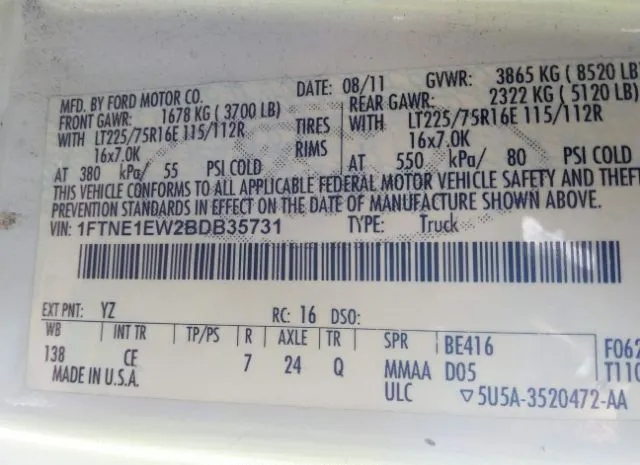 MFD. BY FORD MOTOR CO. DATE: 08/11 GVWR: 3865 KG ( 8520 LB)
FRONT GAWR: 1678 KG ( 3700 LB) REAR GAWR: 2322 KG ( 5120 LB)
WITH LT225/75R16E 115/112R TIRES WITH LT225/75R16E 115/112R
16x7.0K RIMS 16x7.0K
AT 380 kPa/ 55 PSI COLD AT 550 kPa/ 80 PSI COLD
THIS VEHICLE CONFORMS TO ALL APPLICABLE FEDERAL MOTOR VEHICLE SAFETY AND THEFT
PREVENTION STANDARDS IN EFFECT ON THE DATE OF MANUFACTURE SHOWN ABOVE.
VIN: 1FTNE1EW2BDB35731 TYPE: Truck
EXT PNT: YZ RC: 16 DSO:
WB INT TR TP/PS R AXLE TR SPR BE416 F062
138 CE 7 24 Q MMAA D05 T110
MADE IN U.S.A. ULC ▽5U5A-3520472-AA